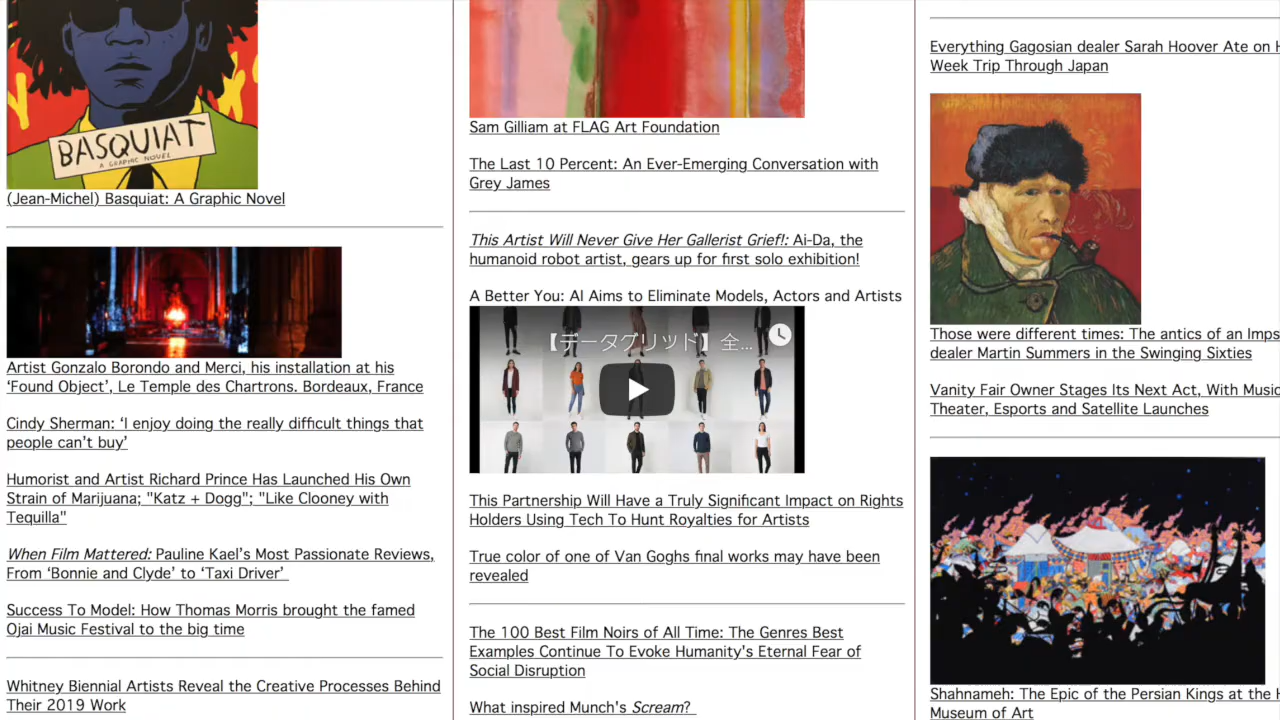 BASQUIAT
A GRAPHIC NOVEL
(Jean-Michel) Basquiat: A Graphic Novel
Artist Gonzalo Borondo and Merci, his installation at his
‘Found Object’, Le Temple des Chartrons. Bordeaux, France
Cindy Sherman: ‘I enjoy doing the really difficult things that
people can’t buy’
Humorist and Artist Richard Prince Has Launched His Own
Strain of Marijuana; "Katz + Dogg"; "Like Clooney with
Tequilla"
When Film Mattered: Pauline Kael’s Most Passionate Reviews,
From ‘Bonnie and Clyde’ to ‘Taxi Driver’
Success To Model: How Thomas Morris brought the famed
Ojai Music Festival to the big time
Whitney Biennial Artists Reveal the Creative Processes Behind
Their 2019 Work
Sam Gilliam at FLAG Art Foundation
The Last 10 Percent: An Ever-Emerging Conversation with
Grey James
This Artist Will Never Give Her Gallerist Grief!: Ai-Da, the
humanoid robot artist, gears up for first solo exhibition!
A Better You: AI Aims to Eliminate Models, Actors and Artists
【データグリッド】全...
This Partnership Will Have a Truly Significant Impact on Rights
Holders Using Tech To Hunt Royalties for Artists
True color of one of Van Goghs final works may have been
revealed
The 100 Best Film Noirs of All Time: The Genres Best
Examples Continue To Evoke Humanity's Eternal Fear of
Social Disruption
What inspired Munch's Scream?
Everything Gagosian dealer Sarah Hoover Ate on
Week Trip Through Japan
Those were different times: The antics of an Imps
dealer Martin Summers in the Swinging Sixties
Vanity Fair Owner Stages Its Next Act, With Music
Theater, Esports and Satellite Launches
Shahnameh: The Epic of the Persian Kings at the
Museum of Art